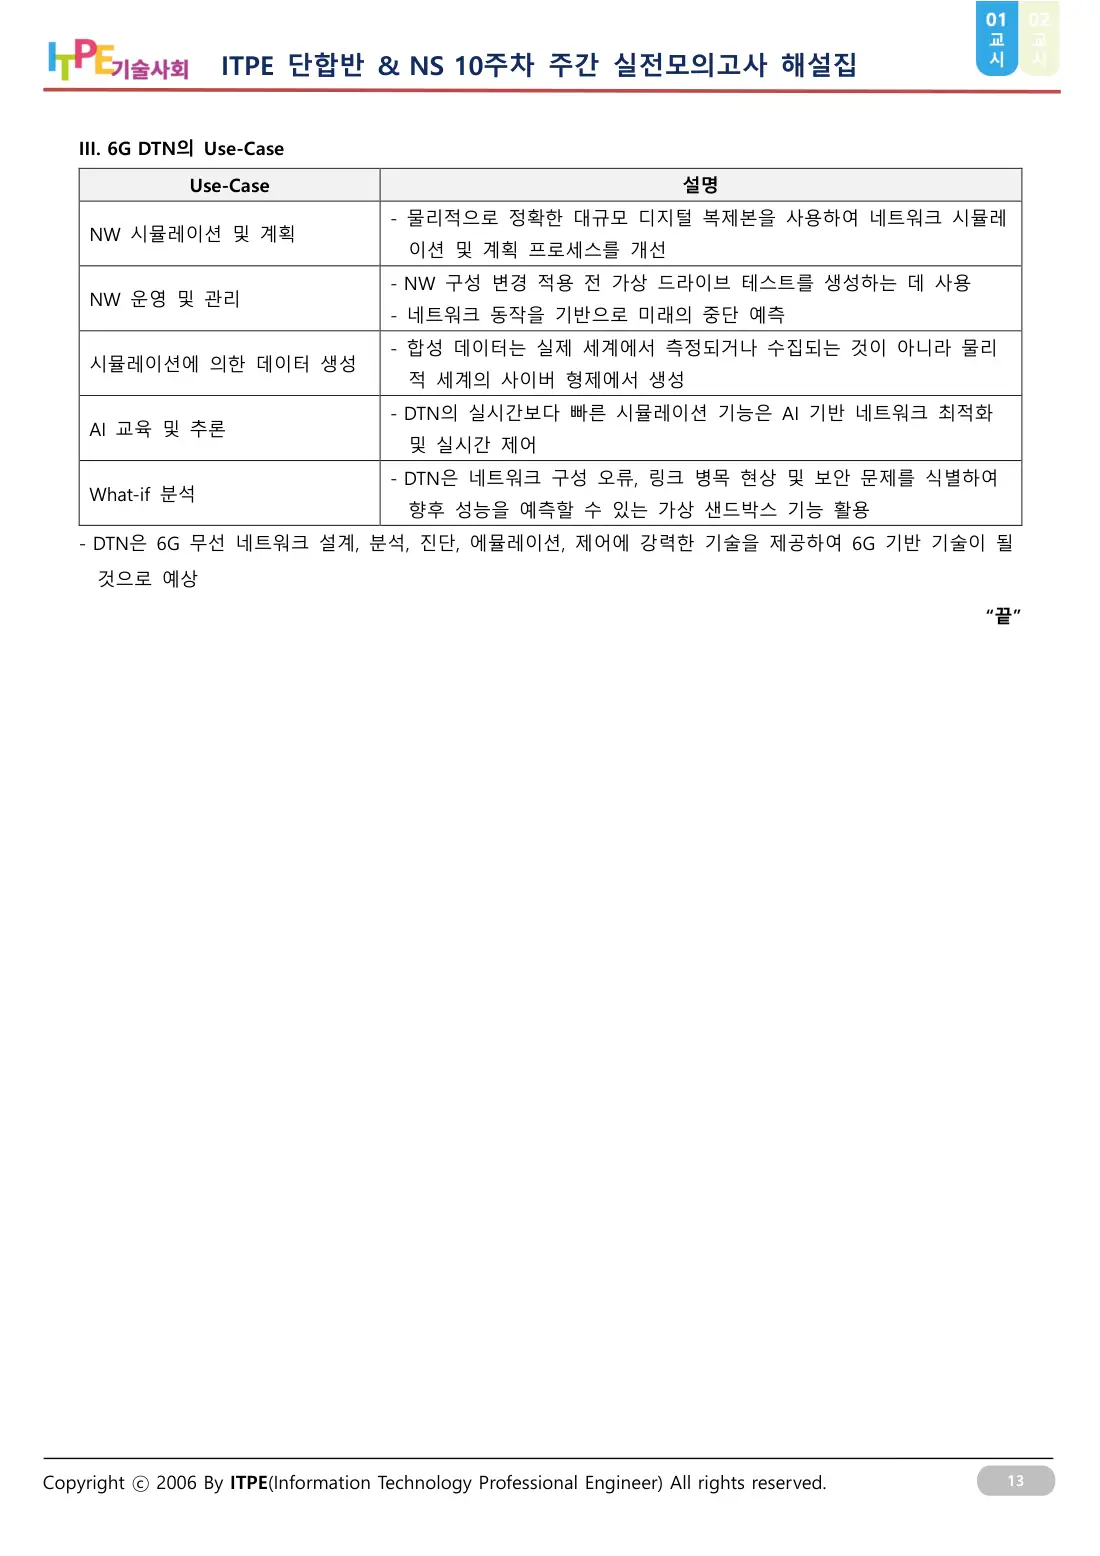 ITPE기술사회 ITPE 단합반 & NS 10주차 주간 실전모의고사 해설집
01
교
시
02
교
시
III. 6G DTN의 Use-Case
Use-Case
설명
NW 시뮬레이션 및 계획
- 물리적으로 정확한 대규모 디지털 복제본을 사용하여 네트워크 시뮬레
이션 및 계획 프로세스를 개선
NW 운영 및 관리
- NW 구성 변경 적용 전 가상 드라이브 테스트를 생성하는 데 사용
- 네트워크 동작을 기반으로 미래의 중단 예측
시뮬레이션에 의한 데이터 생성
- 합성 데이터는 실제 세계에서 측정되거나 수집되는 것이 아니라 물리
적 세계의 사이버 형제에서 생성
AI 교육 및 추론
- DTN의 실시간보다 빠른 시뮬레이션 기능은 AI 기반 네트워크 최적화
및 실시간 제어
What-if 분석
- DTN은 네트워크 구성 오류, 링크 병목 현상 및 보안 문제를 식별하여
향후 성능을 예측할 수 있는 가상 샌드박스 기능 활용
- DTN은 6G 무선 네트워크 설계, 분석, 진단, 에뮬레이션, 제어에 강력한 기술을 제공하여 6G 기반 기술이 될
것으로 예상
“끝”
Copyright ⓒ 2006 By ITPE(Information Technology Professional Engineer) All rights reserved.
13